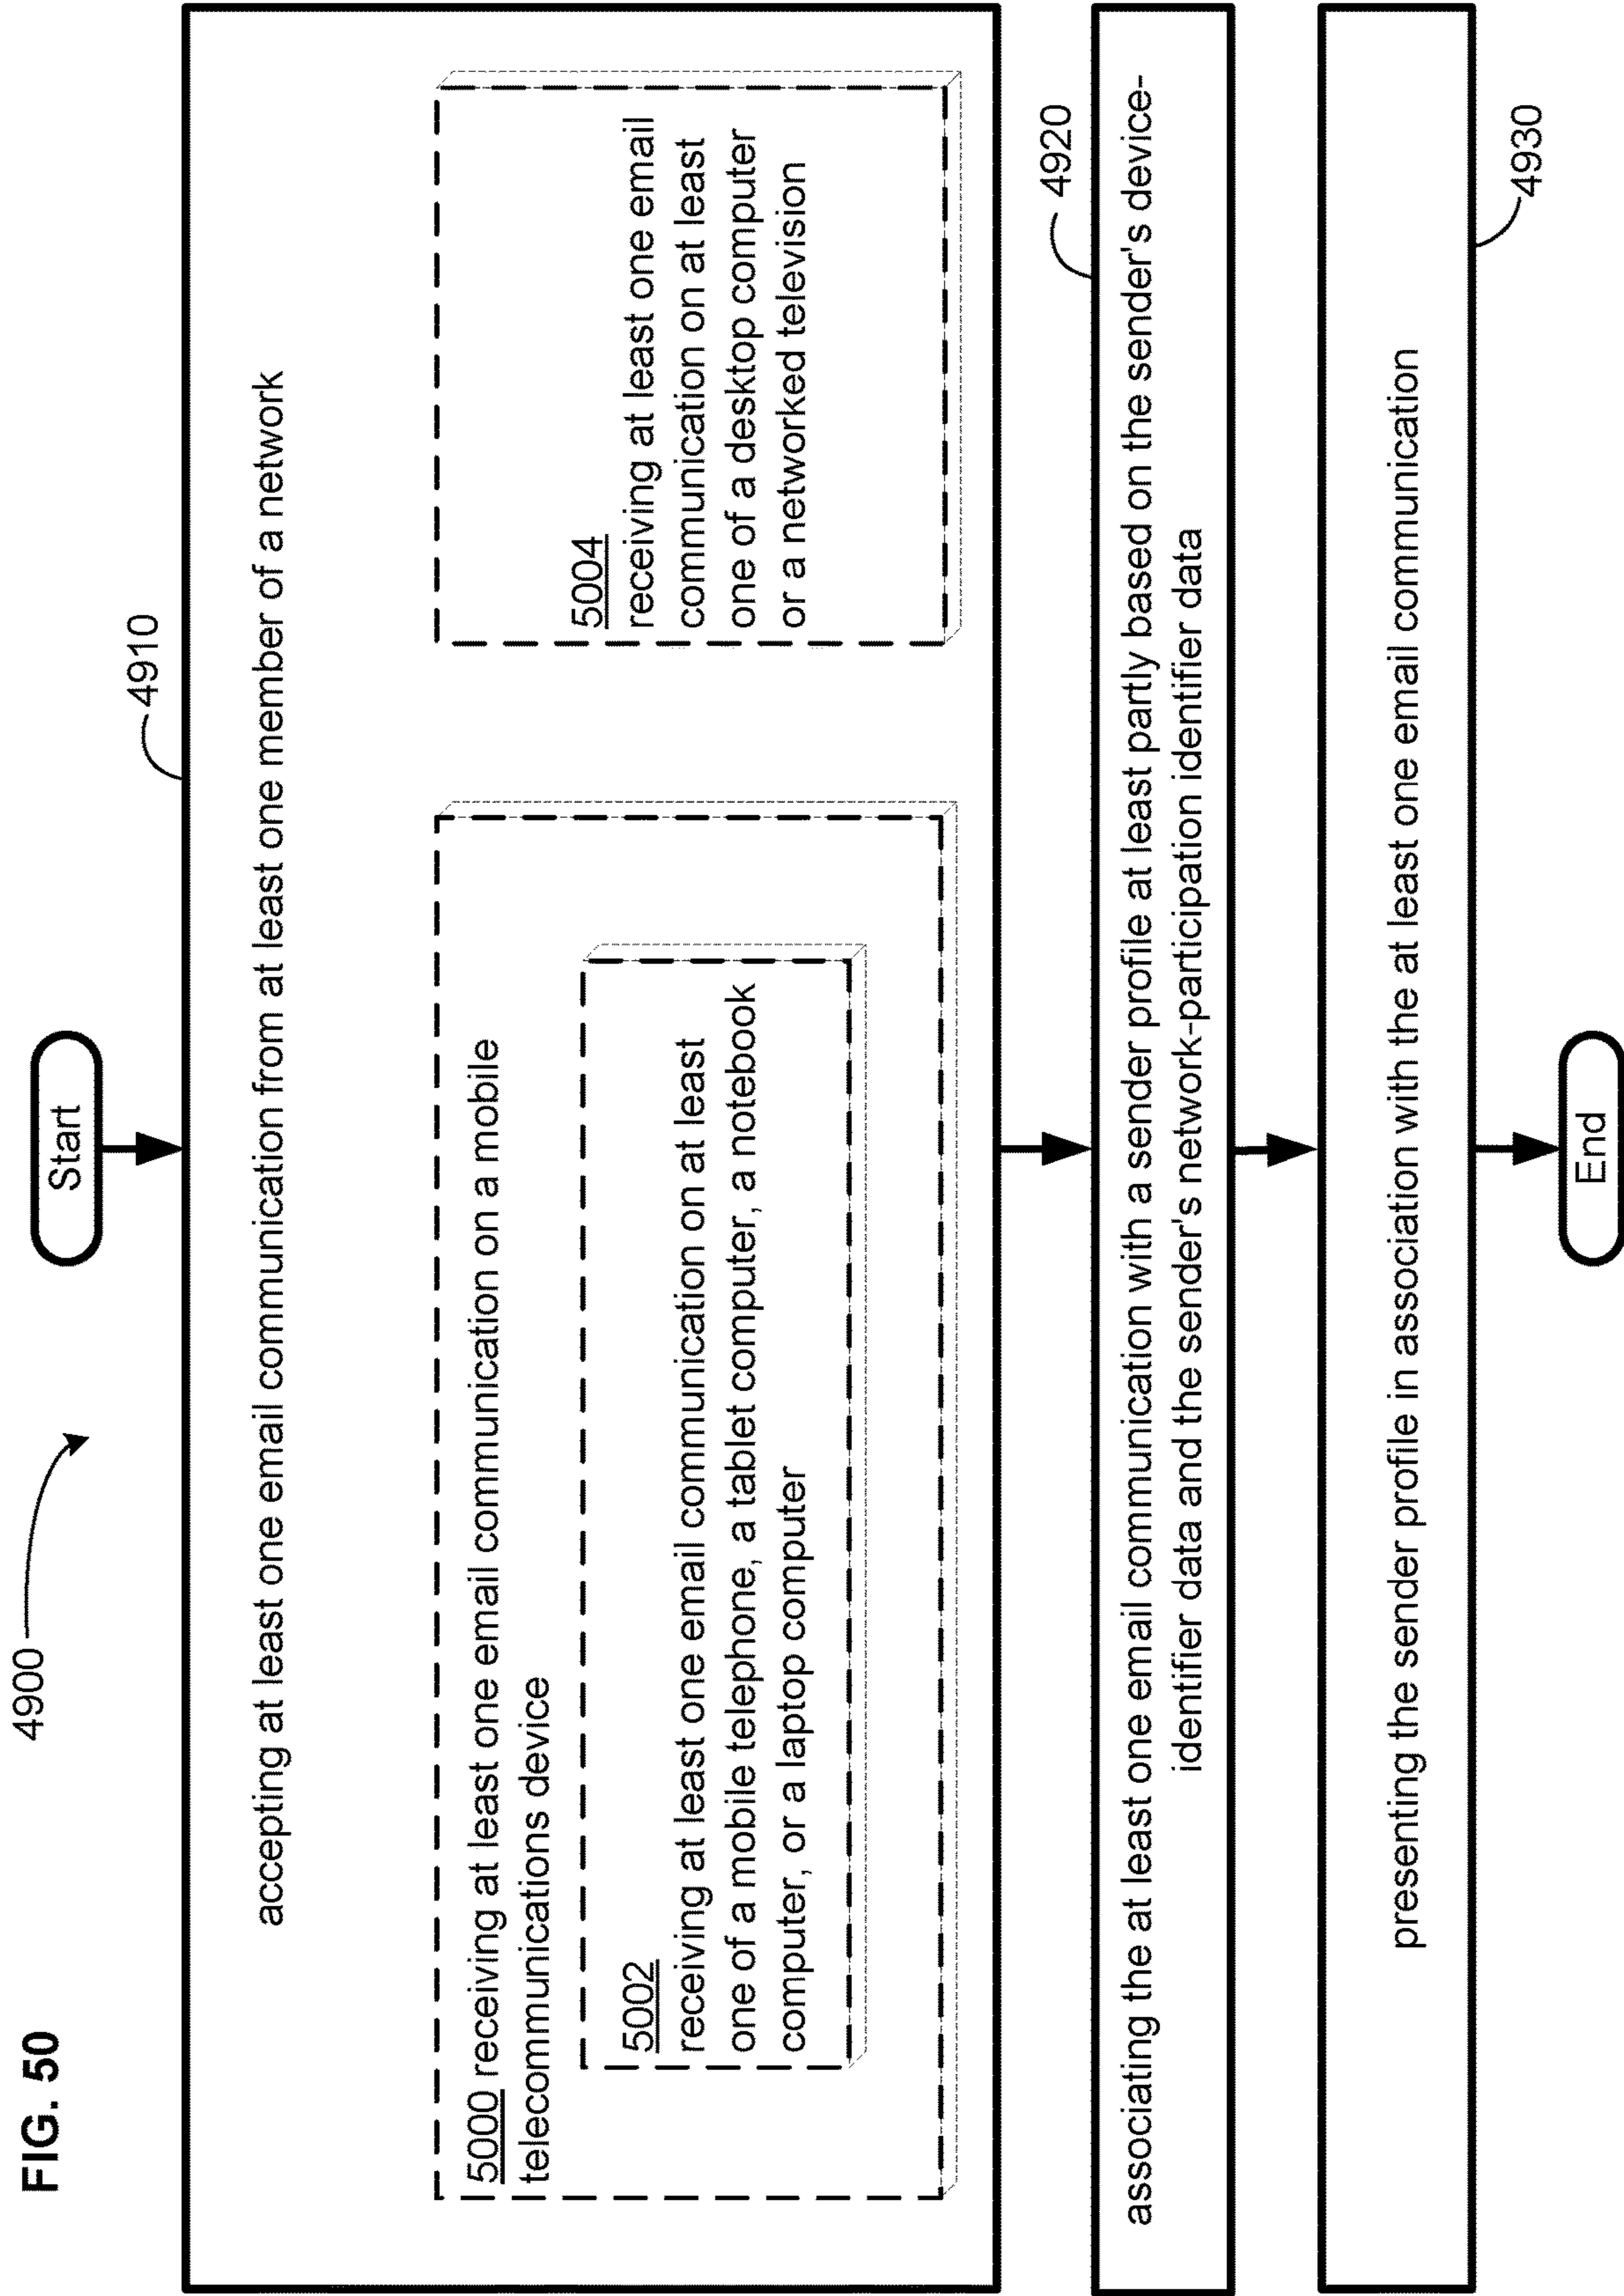 FIG. 50
4900
Start
4910
accepting at least one email communication from at least one member of a network
5000 receiving at least one email communication on a mobile
telecommunications device
5002
receiving at least one email communication on at least
one of a mobile telephone, a tablet computer, a notebook
computer, or a laptop computer
5004
receiving at least one email
communication on at least
one of a desktop computer
or a networked television
4920
associating the at least one email communication with a sender profile at least partly based on the sender's device-
identifier data and the sender's network-participation identifier data
4930
presenting the sender profile in association with the at least one email communication
End